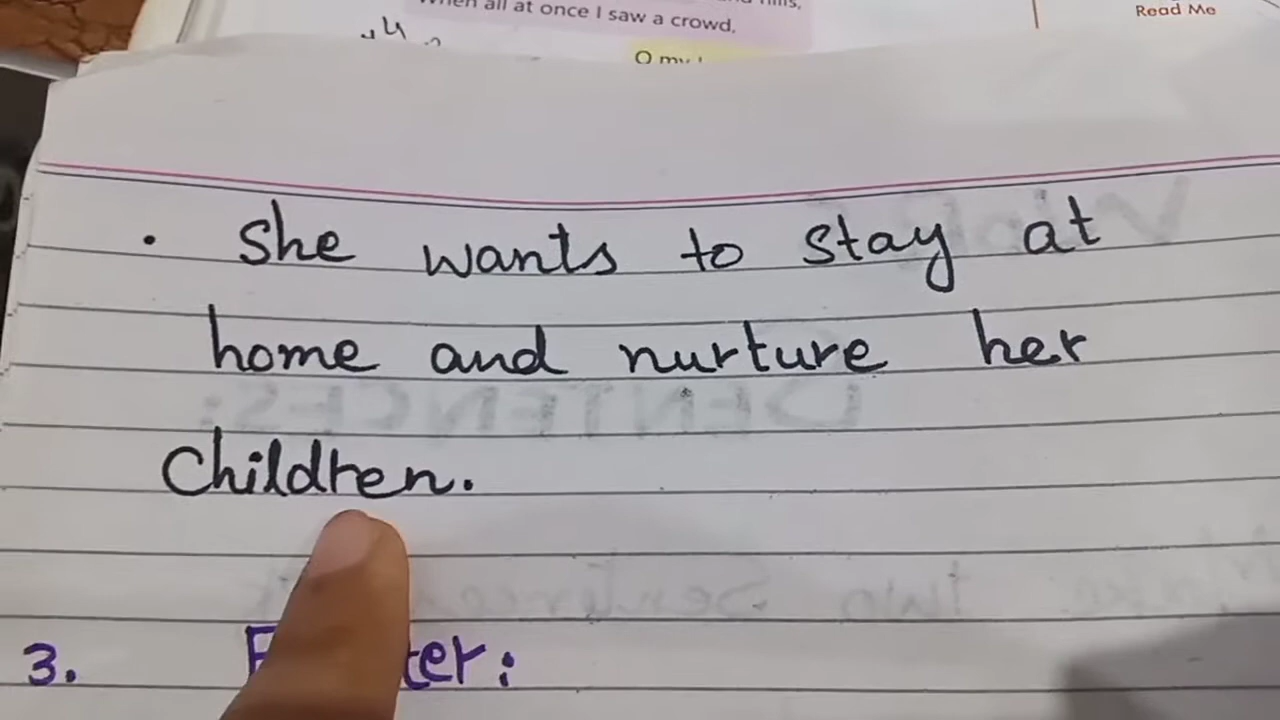 when all at once I saw a crowd,
Read Me
O my
• She wants to stay at
home and nurture her
children.
3.